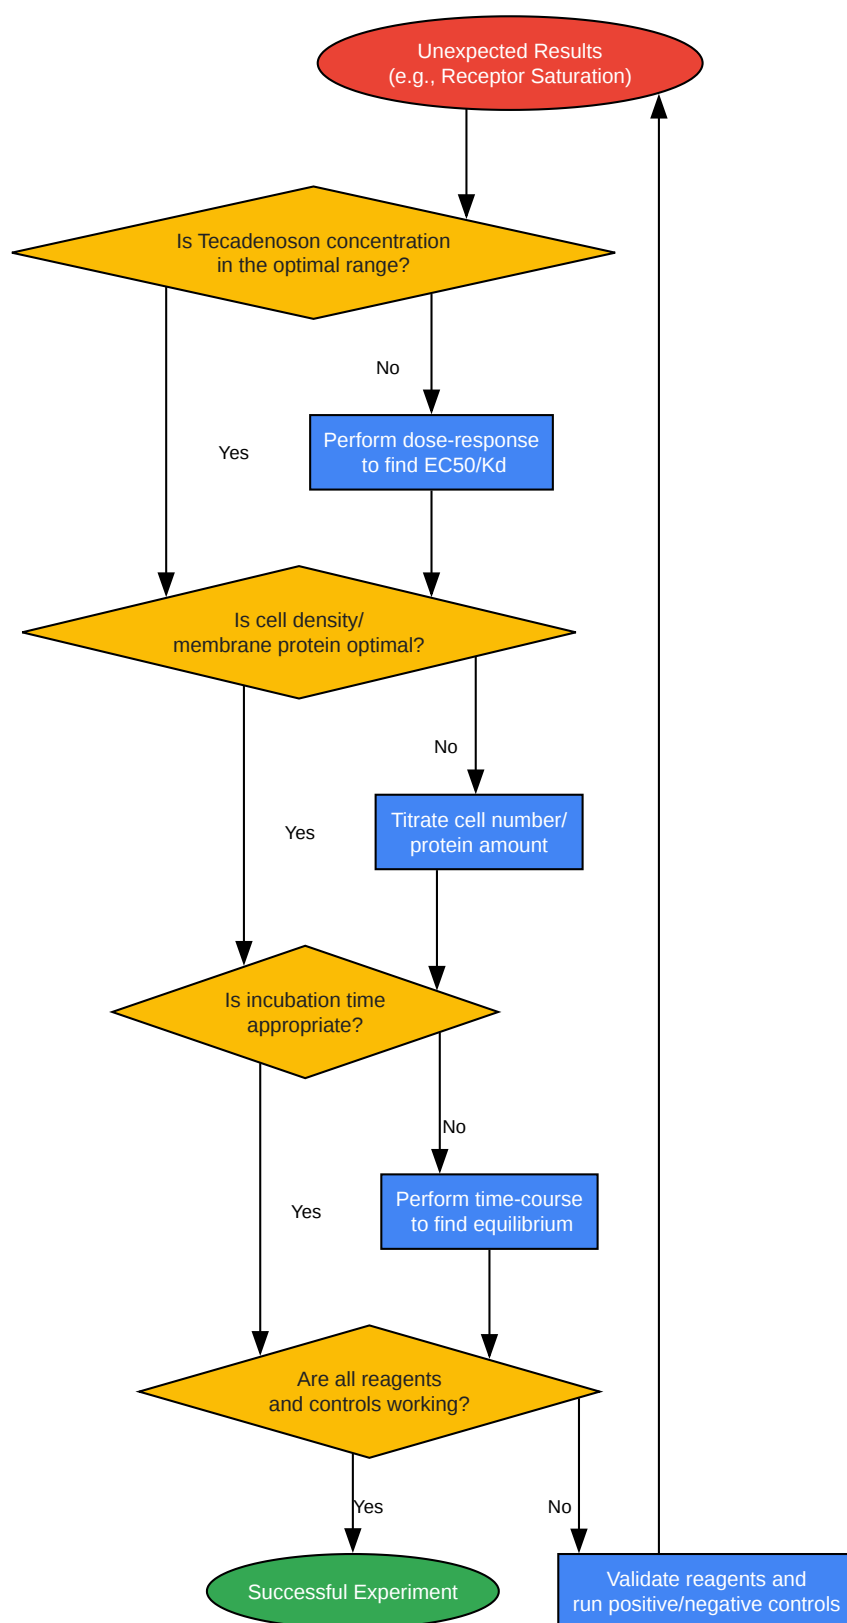 Unexpected Results
(e.g., Receptor Saturation)
Is Tecadenoson concentration
in the optimal range?
No
Perform dose-response
to find EC50/Kd
Yes
Is cell density/
membrane protein optimal?
No
Titrate cell number/
protein amount
Yes
Is incubation time
appropriate?
No
Perform time-course
to find equilibrium
Yes
Are all reagents
and controls working?
Yes
No
Successful Experiment
Validate reagents and
run positive/negative controls